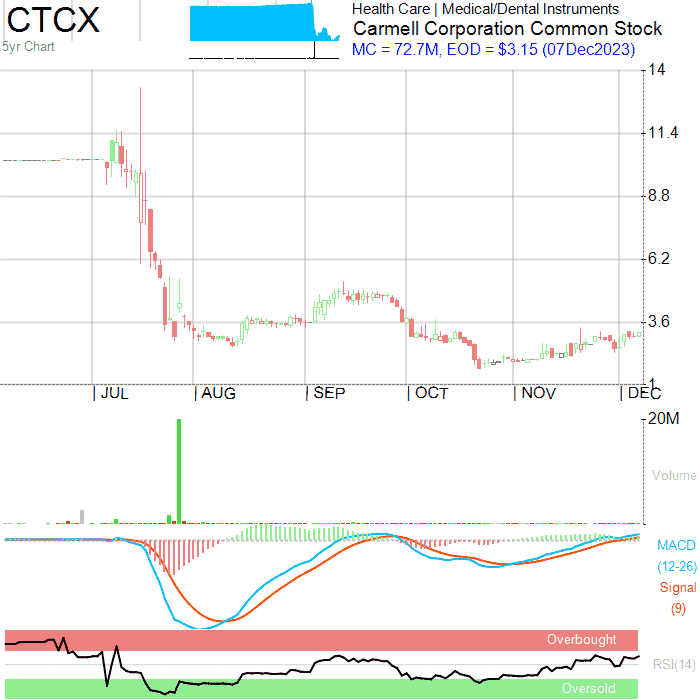 CTCX
Health Care | Medical/Dental Instruments
5yr Chart
Carmell Corporation Common Stock
MC = 72.7M, EOD = $3.15 (07Dec2023)
14
11.4
8.8
6.2
3.6
1
| JUL | AUG | SEP | OCT | NOV | DEC
20M
Volume
MACD
(12-26)
Signal
(9)
Overbought
RSI(14)
Oversold